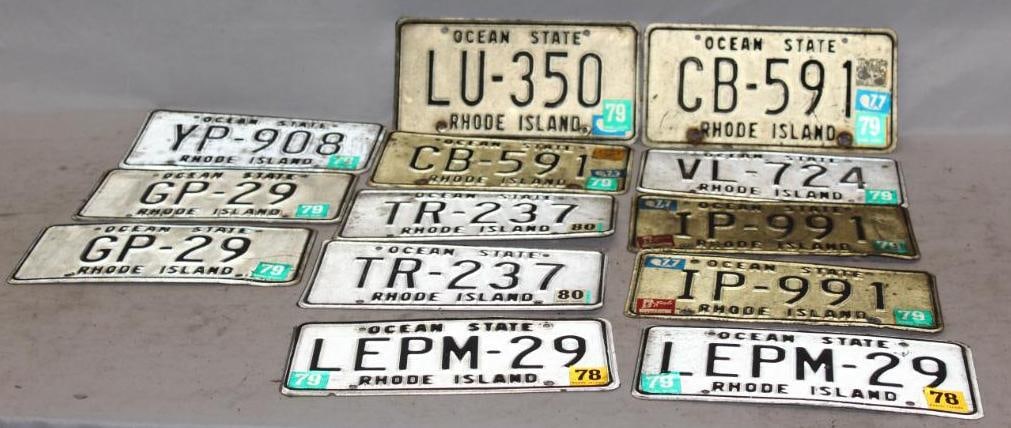 OCEAN STATE
LU-350
79
RHODE ISLAND
OCEAN STATE
CB-591
77
79
RHODE ISLAND
OCEAN STATE
YP-908
RHODE ISLAND
79
OCEAN STATE
CB-591
RHODE ISLAND
79
OCEAN STATE
VL-724
RHODE ISLAND
79
OCEAN STATE
GP-29
RHODE ISLAND
79
OCEAN STATE
TR-237
RHODE ISLAND
80
77
OCEAN STATE
IP-991
RHODE ISLAND
79
OCEAN STATE
GP-29
RHODE ISLAND
79
OCEAN STATE
TR-237
RHODE ISLAND
80
77
OCEAN STATE
IP-991
RHODE ISLAND
79
OCEAN STATE
LEPM-29
79
RHODE ISLAND
78
OCEAN STATE
LEPM-29
79
RHODE ISLAND
78